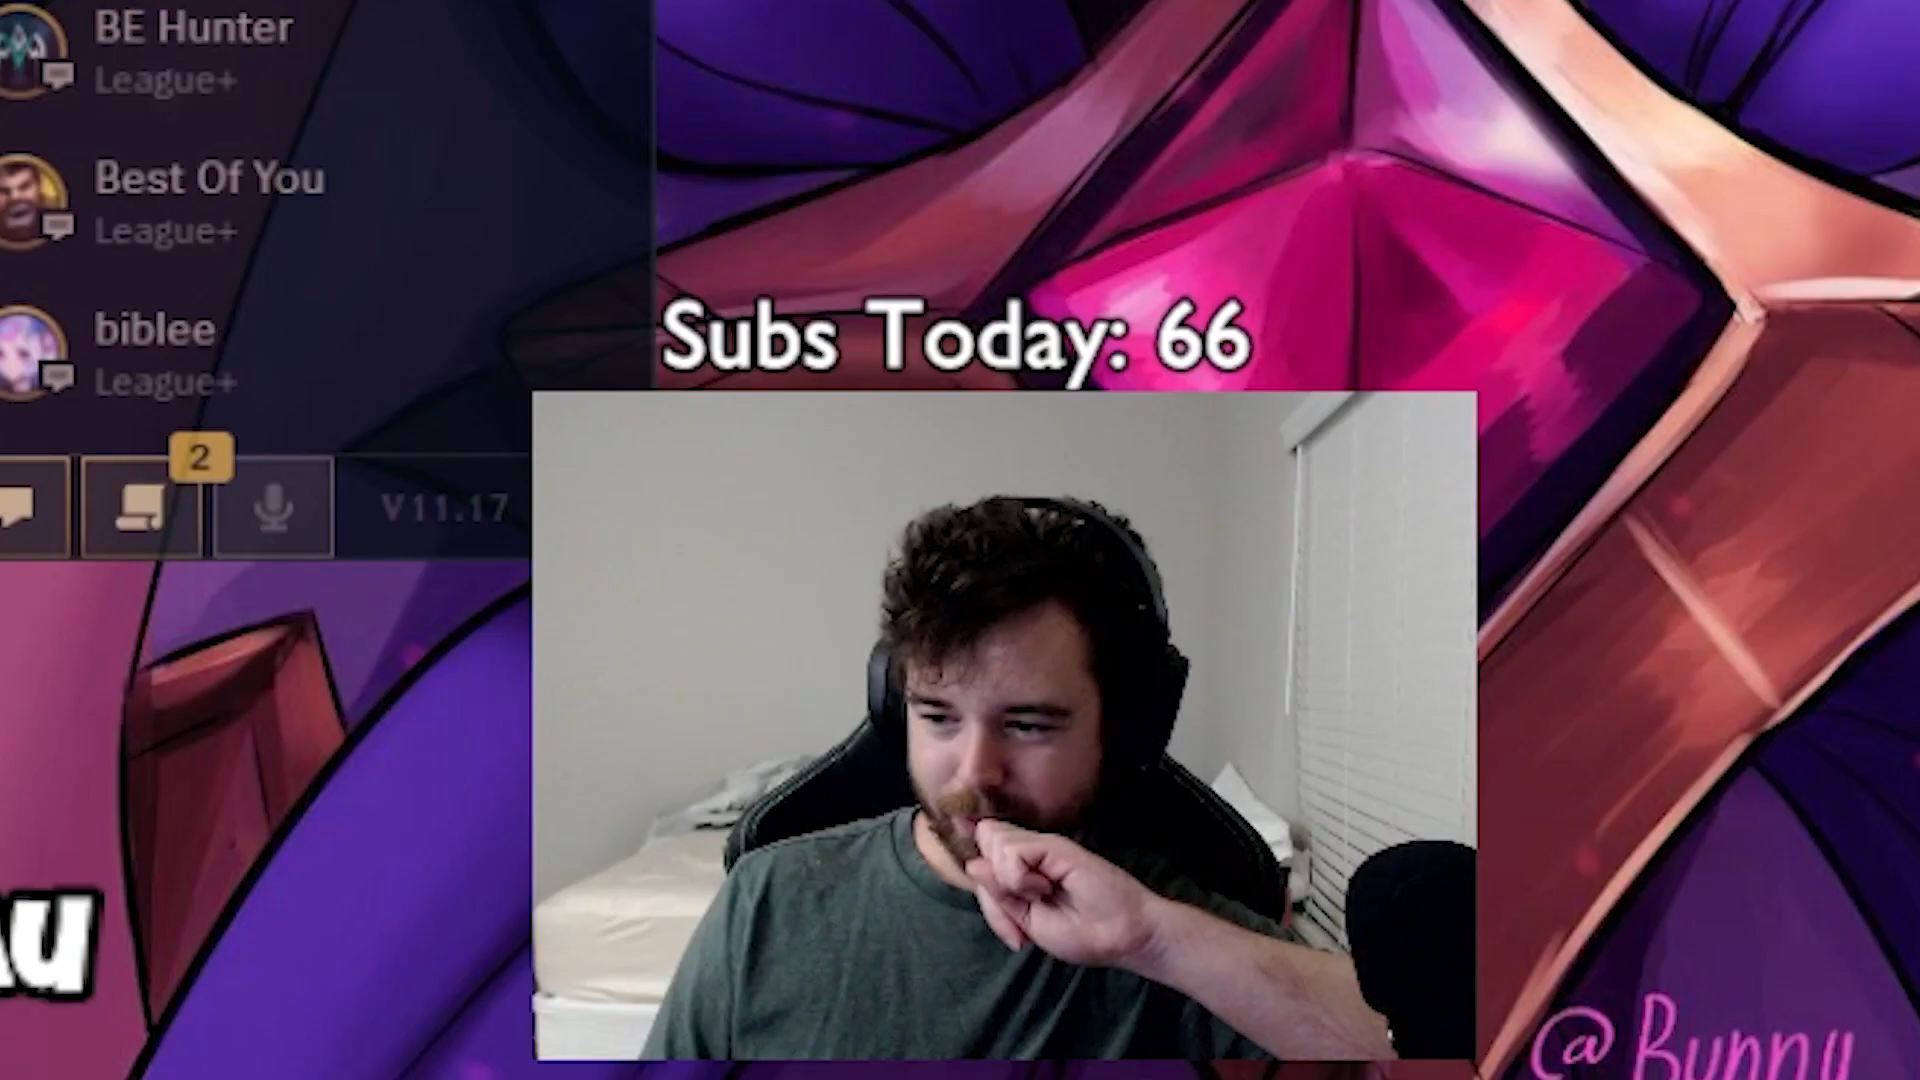 BE Hunter
League+
Best Of You
League+
biblee
League+
Subs Today: 66
2
V11.17
@Bunny